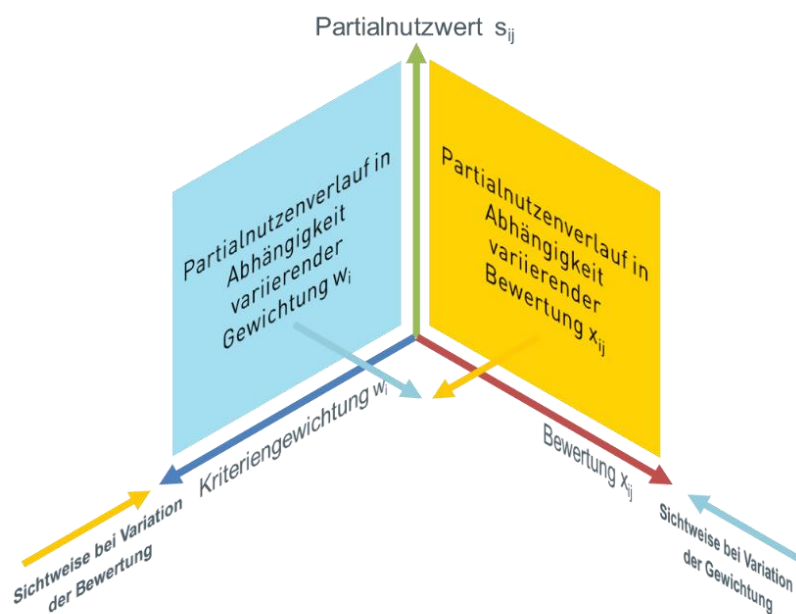 Partialnutzwert s_ij
Partialnutzenverlauf in
Abhängigkeit
variierender
Gewichtung w_i
Partialnutzenverlauf in
Abhängigkeit
variierender
Bewertung x_ij
Kriteriengewichtung w_i
Bewertung x_ij
Sichtweise bei Variation
der Bewertung
Sichtweise bei Variation
der Gewichtung